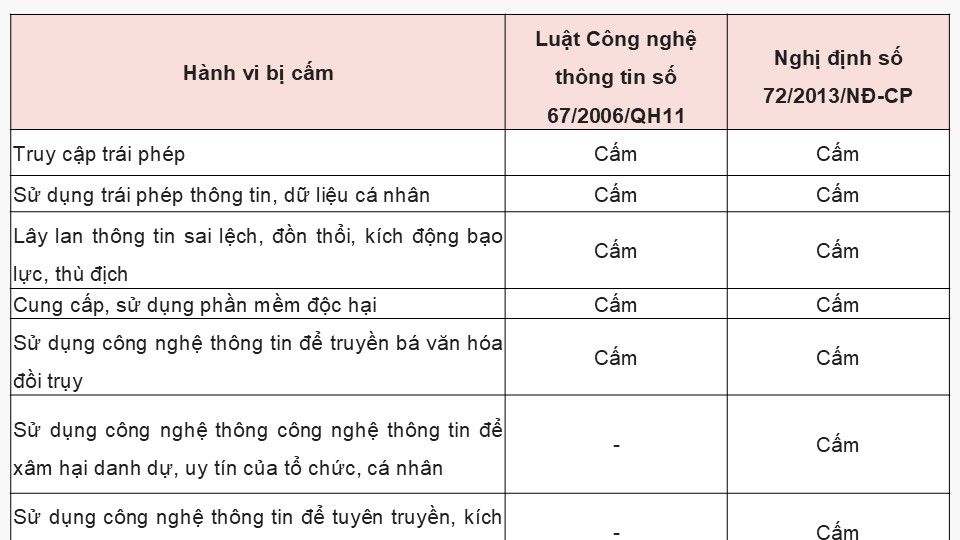 Hành vi bị cấm
Luật Công nghệ
thông tin số
67/2006/QH11
Nghị định số
72/2013/NĐ-CP
Truy cập trái phép
Cấm
Cấm
Sử dụng trái phép thông tin, dữ liệu cá nhân
Cấm
Cấm
Lây lan thông tin sai lệch, đồn thổi, kích động bạo
lực, thù địch
Cấm
Cấm
Cung cấp, sử dụng phần mềm độc hại
Cấm
Cấm
Sử dụng công nghệ thông tin để truyền bá văn hóa
đồi trụy
Cấm
Cấm
Sử dụng công nghệ thông công nghệ thông tin để
xâm hại danh dự, uy tín của tổ chức, cá nhân
-
Cấm
Sử dụng công nghệ thông tin để tuyên truyền, kích
-
Cấm